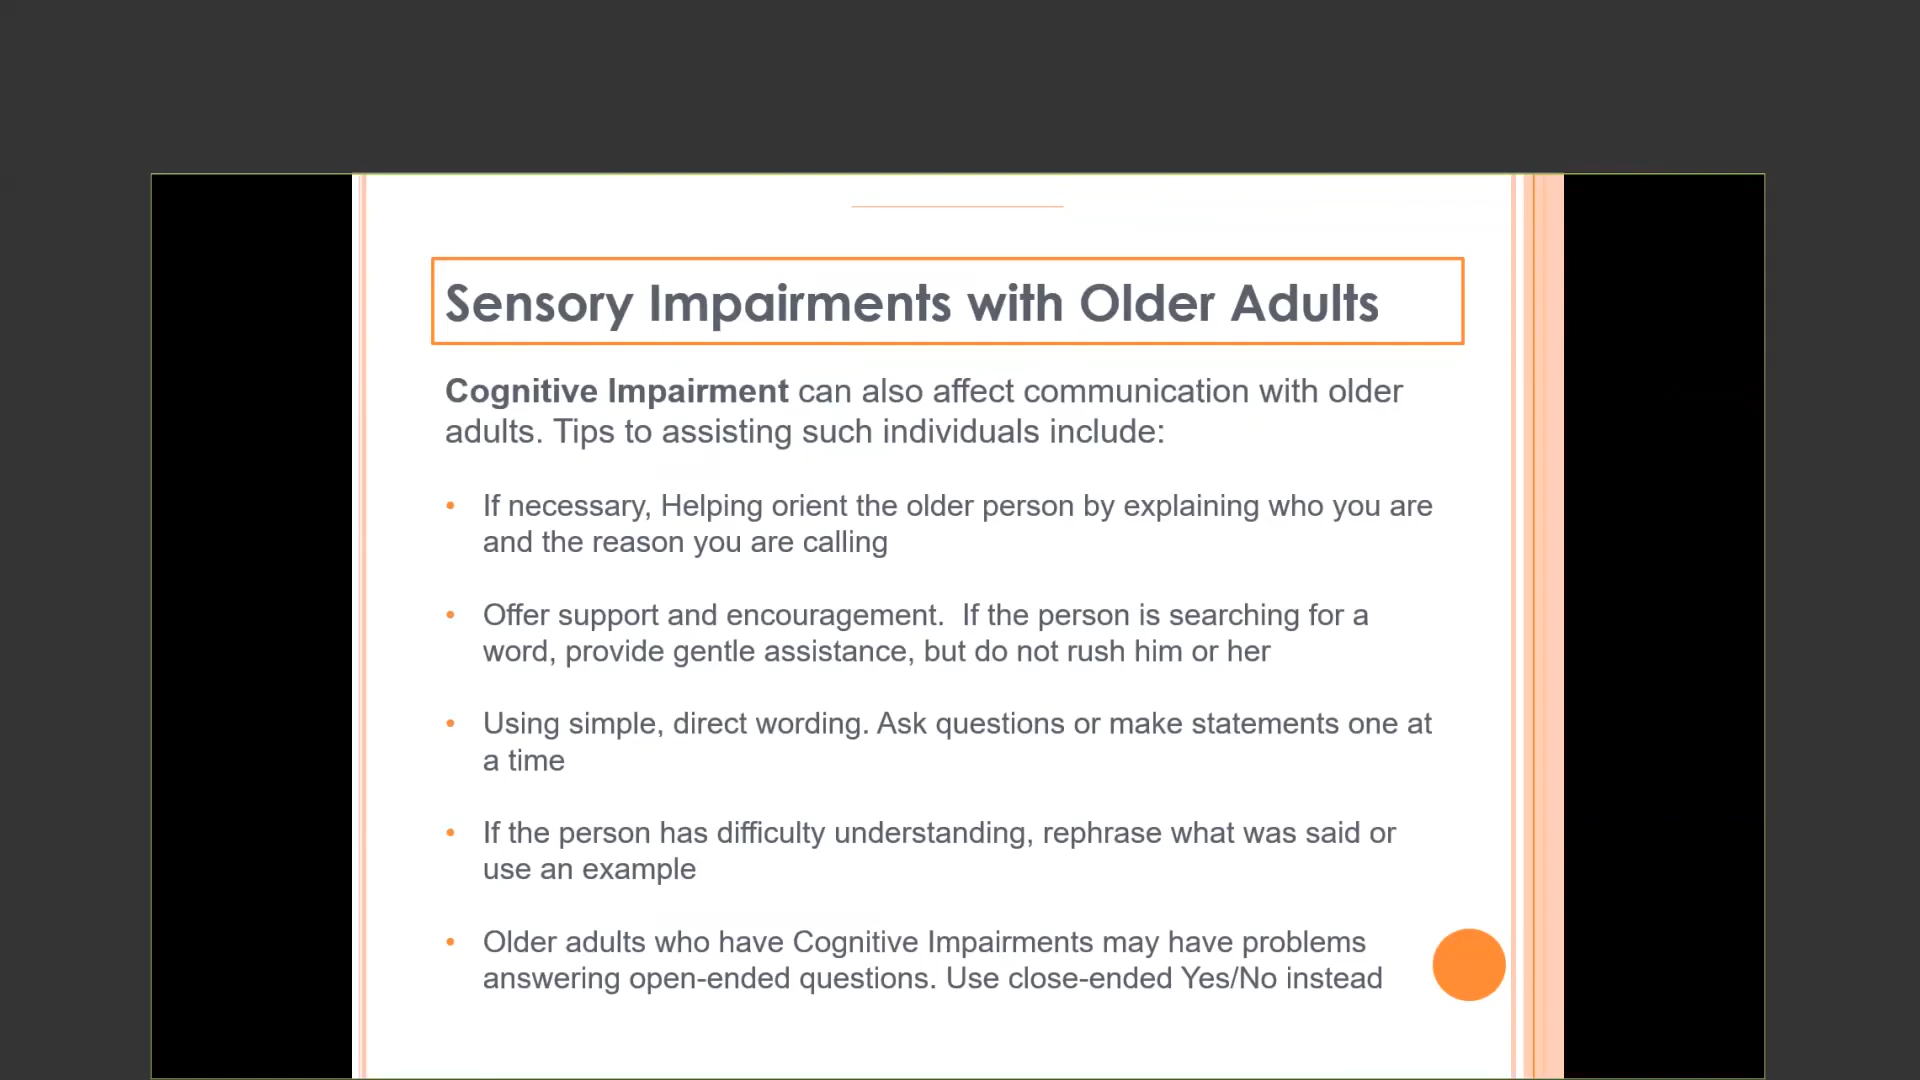 Sensory Impairments with Older Adults
Cognitive Impairment can also affect communication with older
adults. Tips to assisting such individuals include:
• If necessary, Helping orient the older person by explaining who you are
and the reason you are calling
• Offer support and encouragement.  If the person is searching for a
word, provide gentle assistance, but do not rush him or her
• Using simple, direct wording. Ask questions or make statements one at
a time
• If the person has difficulty understanding, rephrase what was said or
use an example
• Older adults who have Cognitive Impairments may have problems
answering open-ended questions. Use close-ended Yes/No instead